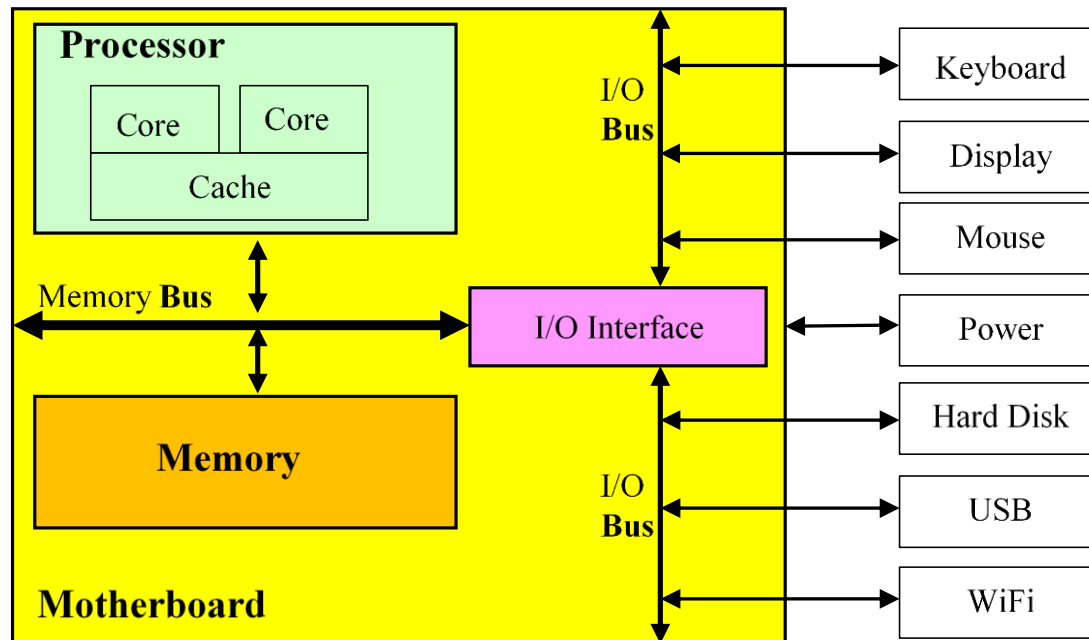 Processor
Core
Core
Cache
Memory Bus
I/O Interface
Memory
Motherboard
I/O
Bus
I/O
Bus
Keyboard
Display
Mouse
Power
Hard Disk
USB
WiFi